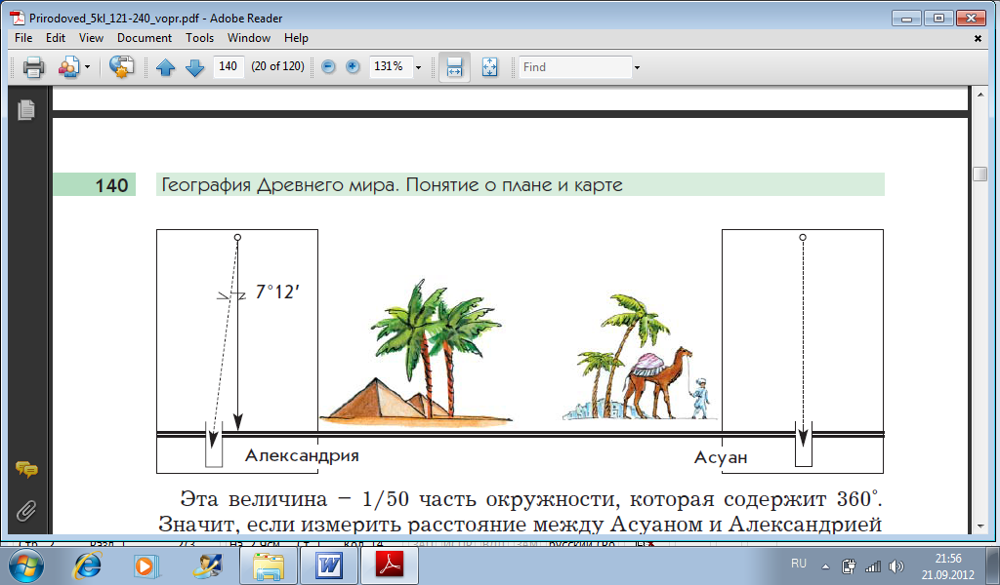 Prirodoved_5kl_121-240_vopr.pdf - Adobe Reader
File Edit View Document Tools Window Help
140 (20 of 120) 131% Find
140 География Древнего мира. Понятие о плане и карте
7°12′
Александрия
Асуан
Эта величина – 1/50 часть окружности, которая содержит 360°.
Значит, если измерить расстояние между Асуаном и Александрией
RU 21:56
21.09.2012